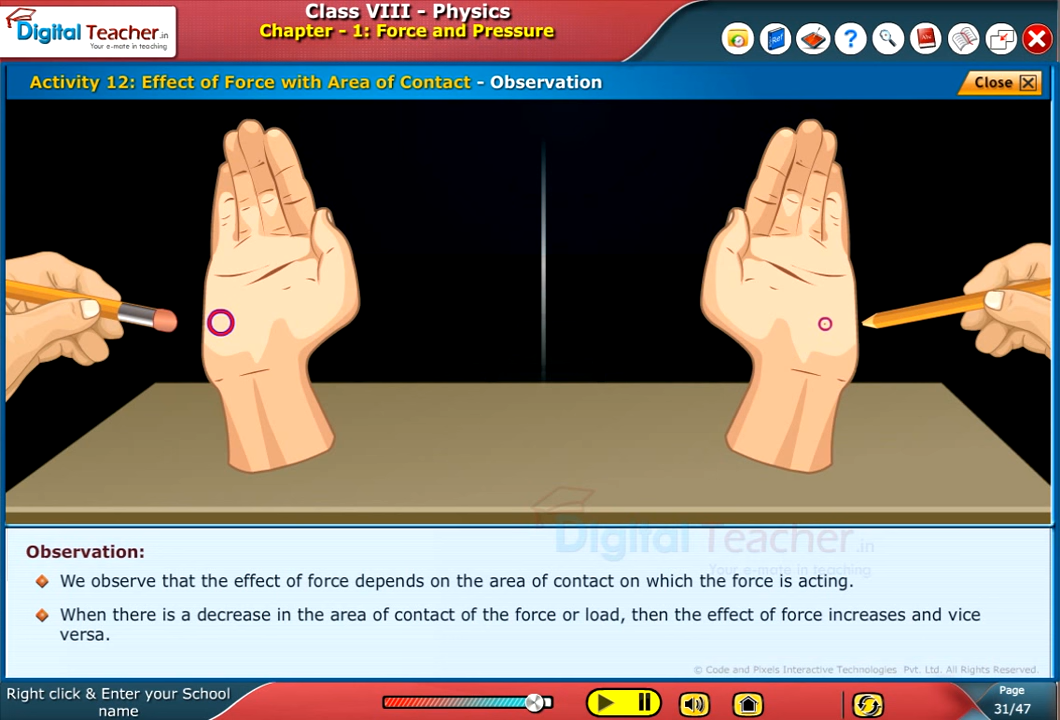 Class VIII - Physics
Chapter - 1: Force and Pressure
Digital Teacher.in
Your e-mate in teaching
Ref
?
Abc
Activity 12: Effect of Force with Area of Contact - Observation
Close
Digital Teacher.in
Your e-mate in teaching
Observation:
We observe that the effect of force depends on the area of contact on which the force is acting.
When there is a decrease in the area of contact of the force or load, then the effect of force increases and vice
versa.
© Code and Pixels Interactive Technologies Pvt. Ltd. All Rights Reserved.
Right click & Enter your School
name
Page
31/47